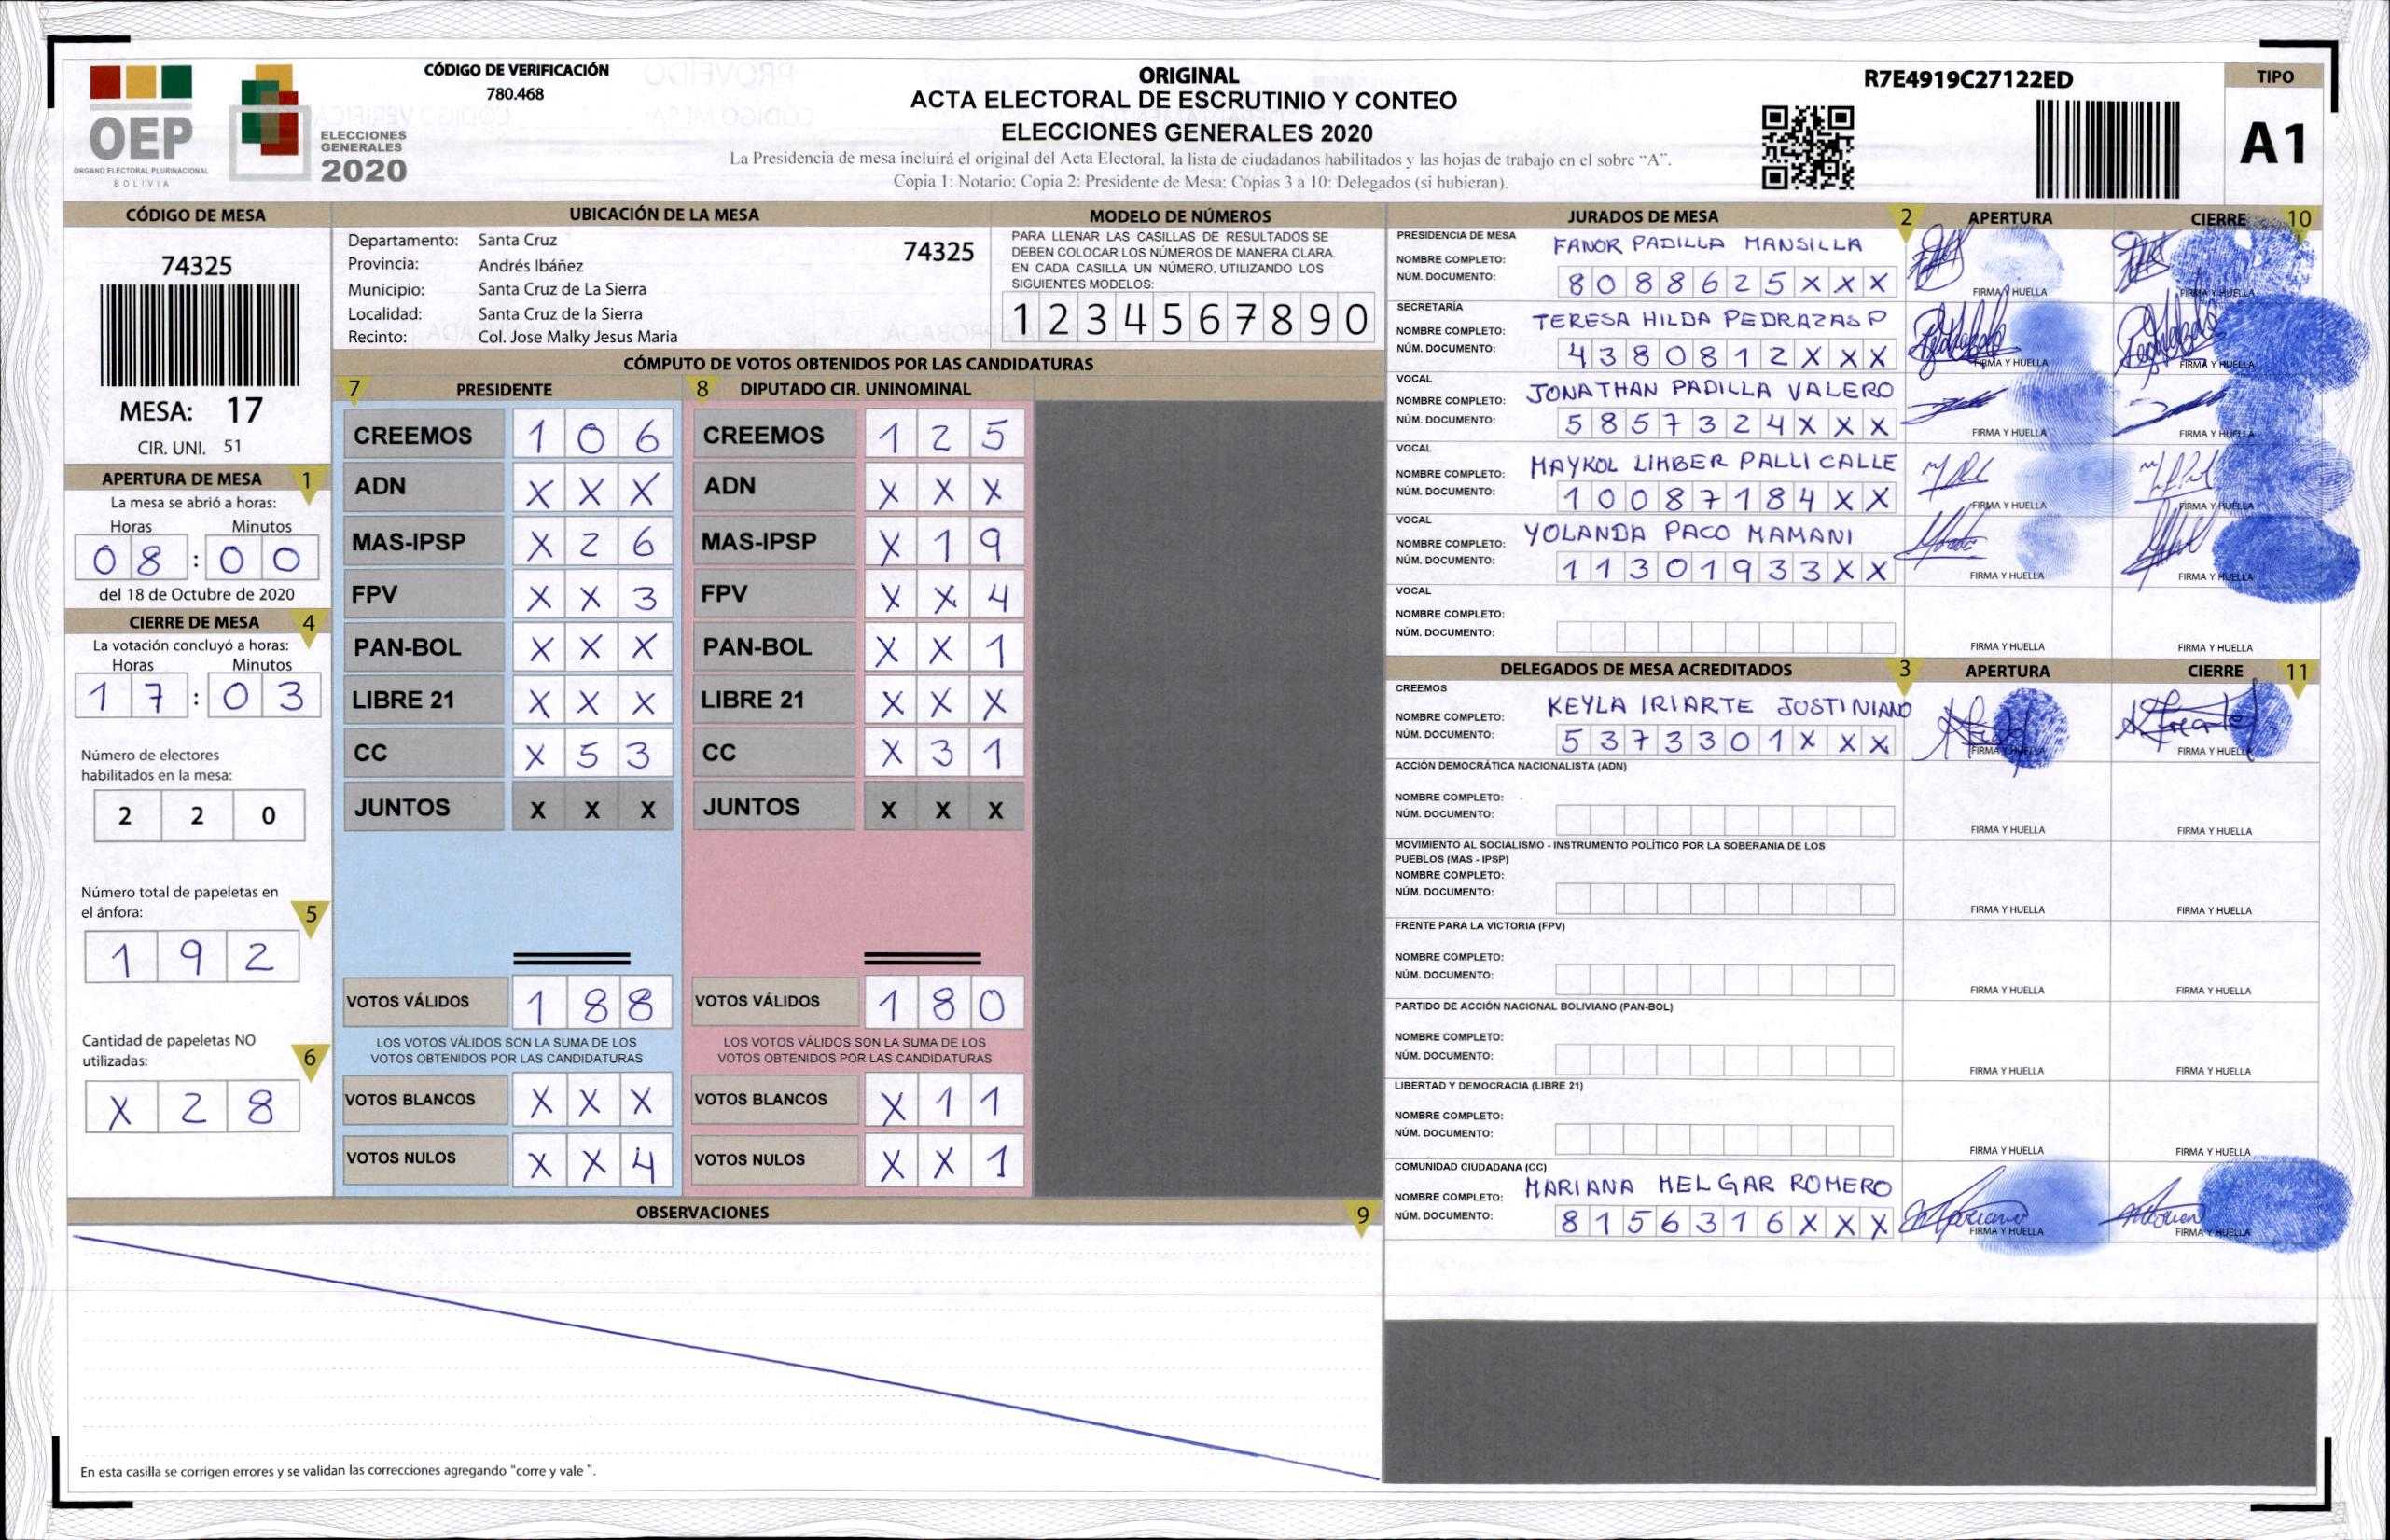 CÓDIGO DE VERIFICACIÓN
780.468
OEP
ÓRGANO ELECTORAL PLURINACIONAL
BOLIVIA
ELECCIONES
GENERALES
2020
ORIGINAL
ACTA ELECTORAL DE ESCRUTINIO Y CONTEO
ELECCIONES GENERALES 2020
La Presidencia de mesa incluirá el original del Acta Electoral, la lista de ciudadanos habilitados y las hojas de trabajo en el sobre "A".
Copia 1: Notario; Copia 2: Presidente de Mesa; Copias 3 a 10: Delegados (si hubieran).
R7E4919C27122ED
TIPO
A1
CÓDIGO DE MESA
74325
MESA: 17
CIR. UNI. 51
APERTURA DE MESA 1
La mesa se abrió a horas:
Horas Minutos
08:00
del 18 de Octubre de 2020
CIERRE DE MESA 4
La votación concluyó a horas:
Horas Minutos
17:03
Número de electores
habilitados en la mesa:
2 2 0
Número total de papeletas en
el ánfora: 5
1 9 2
Cantidad de papeletas NO
utilizadas: 6
X 2 8
UBICACIÓN DE LA MESA
Departamento: Santa Cruz 74325
Provincia: Andrés Ibáñez
Municipio: Santa Cruz de La Sierra
Localidad: Santa Cruz de la Sierra
Recinto: Col. Jose Malky Jesus Maria
MODELO DE NÚMEROS
PARA LLENAR LAS CASILLAS DE RESULTADOS SE
DEBEN COLOCAR LOS NÚMEROS DE MANERA CLARA.
EN CADA CASILLA UN NÚMERO, UTILIZANDO LOS
SIGUIENTES MODELOS:
1 2 3 4 5 6 7 8 9 0
CÓMPUTO DE VOTOS OBTENIDOS POR LAS CANDIDATURAS
7 PRESIDENTE
CREEMOS 1 0 6
ADN X X X
MAS-IPSP X 2 6
FPV X X 3
PAN-BOL X X X
LIBRE 21 X X X
CC X 5 3
JUNTOS X X X
VOTOS VÁLIDOS 1 8 8
LOS VOTOS VÁLIDOS SON LA SUMA DE LOS
VOTOS OBTENIDOS POR LAS CANDIDATURAS
VOTOS BLANCOS X X X
VOTOS NULOS X X 4
8 DIPUTADO CIR. UNINOMINAL
CREEMOS 1 2 5
ADN X X X
MAS-IPSP X 1 9
FPV X X 4
PAN-BOL X X 1
LIBRE 21 X X X
CC X 3 1
JUNTOS X X X
VOTOS VÁLIDOS 1 8 0
LOS VOTOS VÁLIDOS SON LA SUMA DE LOS
VOTOS OBTENIDOS POR LAS CANDIDATURAS
VOTOS BLANCOS X 1 1
VOTOS NULOS X X 1
OBSERVACIONES 9
En esta casilla se corrigen errores y se validan las correcciones agregando "corre y vale ".
JURADOS DE MESA 2 APERTURA CIERRE 10
PRESIDENCIA DE MESA
NOMBRE COMPLETO: FANOR PADILLA MANSILLA
NÚM. DOCUMENTO: 8 0 8 8 6 2 5 X X X
FIRMA Y HUELLA FIRMA Y HUELLA
SECRETARÍA
NOMBRE COMPLETO: TERESA HILDA PEDRAZAS P
NÚM. DOCUMENTO: 4 3 8 0 8 1 2 X X X
FIRMA Y HUELLA FIRMA Y HUELLA
VOCAL
NOMBRE COMPLETO: JONATHAN PADILLA VALERO
NÚM. DOCUMENTO: 5 8 5 7 3 2 4 X X X
FIRMA Y HUELLA FIRMA Y HUELLA
VOCAL
NOMBRE COMPLETO: MAYKOL LIMBER PALLI CALLE
NÚM. DOCUMENTO: 1 0 0 8 7 1 8 4 X X
FIRMA Y HUELLA FIRMA Y HUELLA
VOCAL
NOMBRE COMPLETO: YOLANDA PACO MAMANI
NÚM. DOCUMENTO: 1 1 3 0 1 9 3 3 X X
FIRMA Y HUELLA FIRMA Y HUELLA
VOCAL
NOMBRE COMPLETO:
NÚM. DOCUMENTO:
FIRMA Y HUELLA FIRMA Y HUELLA
DELEGADOS DE MESA ACREDITADOS 3 APERTURA CIERRE 11
CREEMOS
NOMBRE COMPLETO: KEYLA IRIARTE JUSTINIANO
NÚM. DOCUMENTO: 5 3 7 3 3 0 1 X X X
FIRMA Y HUELLA FIRMA Y HUELLA
ACCIÓN DEMOCRÁTICA NACIONALISTA (ADN)
NOMBRE COMPLETO:
NÚM. DOCUMENTO:
FIRMA Y HUELLA FIRMA Y HUELLA
MOVIMIENTO AL SOCIALISMO - INSTRUMENTO POLÍTICO POR LA SOBERANIA DE LOS
PUEBLOS (MAS - IPSP)
NOMBRE COMPLETO:
NÚM. DOCUMENTO:
FIRMA Y HUELLA FIRMA Y HUELLA
FRENTE PARA LA VICTORIA (FPV)
NOMBRE COMPLETO:
NÚM. DOCUMENTO:
FIRMA Y HUELLA FIRMA Y HUELLA
PARTIDO DE ACCIÓN NACIONAL BOLIVIANO (PAN-BOL)
NOMBRE COMPLETO:
NÚM. DOCUMENTO:
FIRMA Y HUELLA FIRMA Y HUELLA
LIBERTAD Y DEMOCRACIA (LIBRE 21)
NOMBRE COMPLETO:
NÚM. DOCUMENTO:
FIRMA Y HUELLA FIRMA Y HUELLA
COMUNIDAD CIUDADANA (CC)
NOMBRE COMPLETO: MARIANA MELGAR ROMERO
NÚM. DOCUMENTO: 8 1 5 6 3 1 6 X X X
FIRMA Y HUELLA FIRMA Y HUELLA